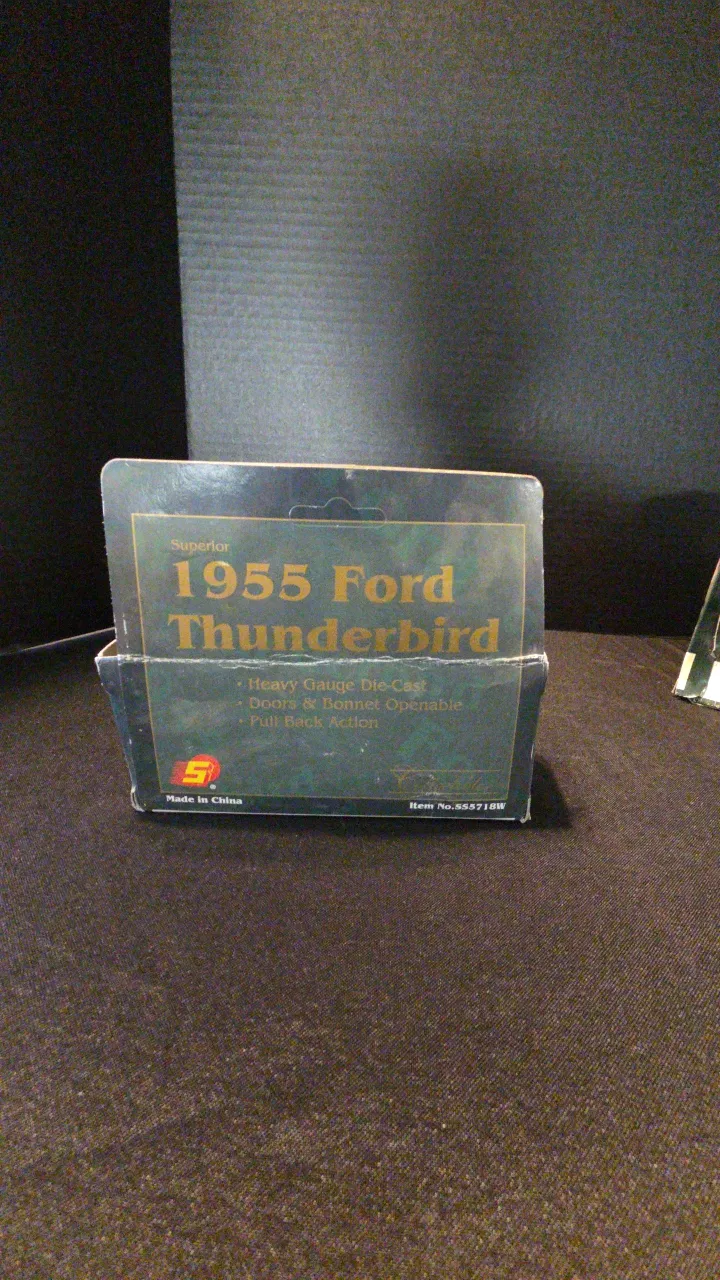 Superior
1955 Ford
Thunderbird
• Heavy Gauge Die-Cast
• Doors & Bonnet Openable
• Pull Back Action
S®
Made in China
Item No.SS5718W